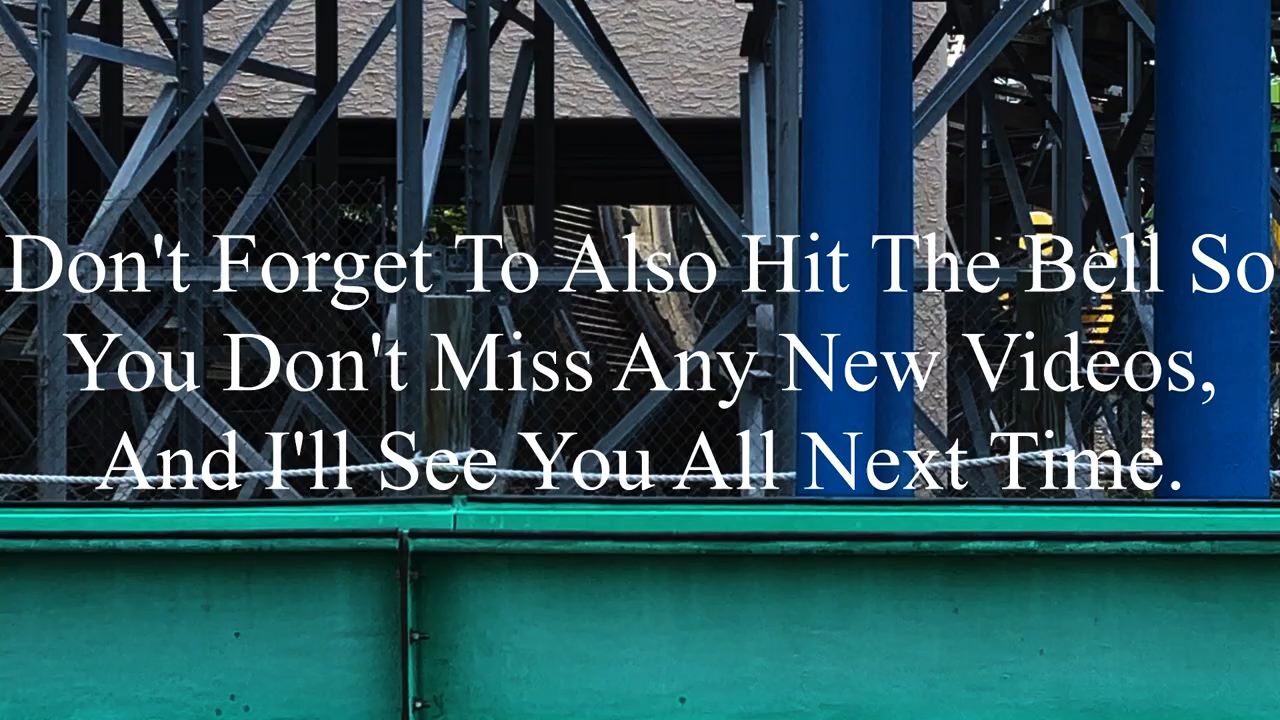 Don't Forget To Also Hit The Bell So
You Don't Miss Any New Videos,
And I'll See You All Next Time.